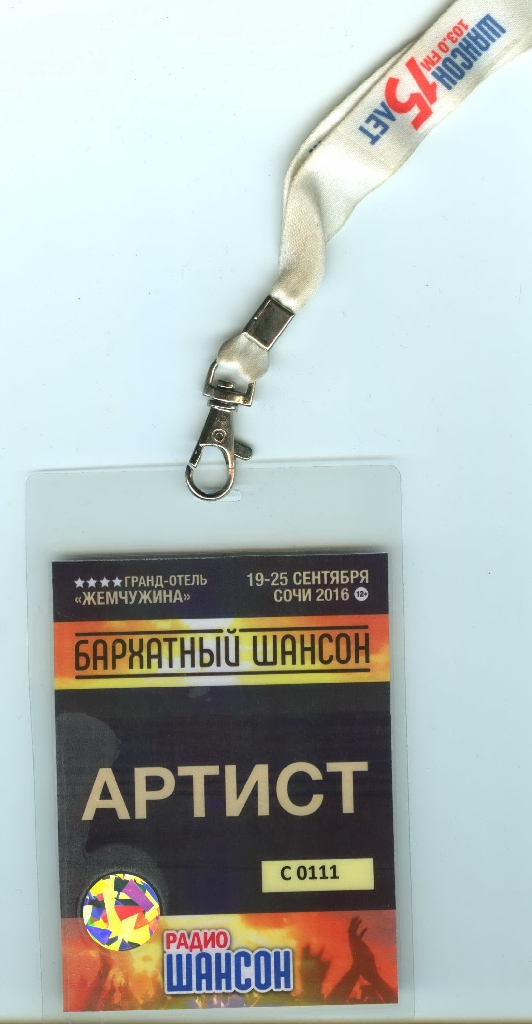 ШАНСОН
103.0 FM
15 ЛЕТ
★★★★ ГРАНД-ОТЕЛЬ
«ЖЕМЧУЖИНА»
19-25 СЕНТЯБРЯ
СОЧИ 2016 12+
БАРХАТНЫЙ ШАНСОН
АРТИСТ
С 0111
РАДИО
ШАНСОН